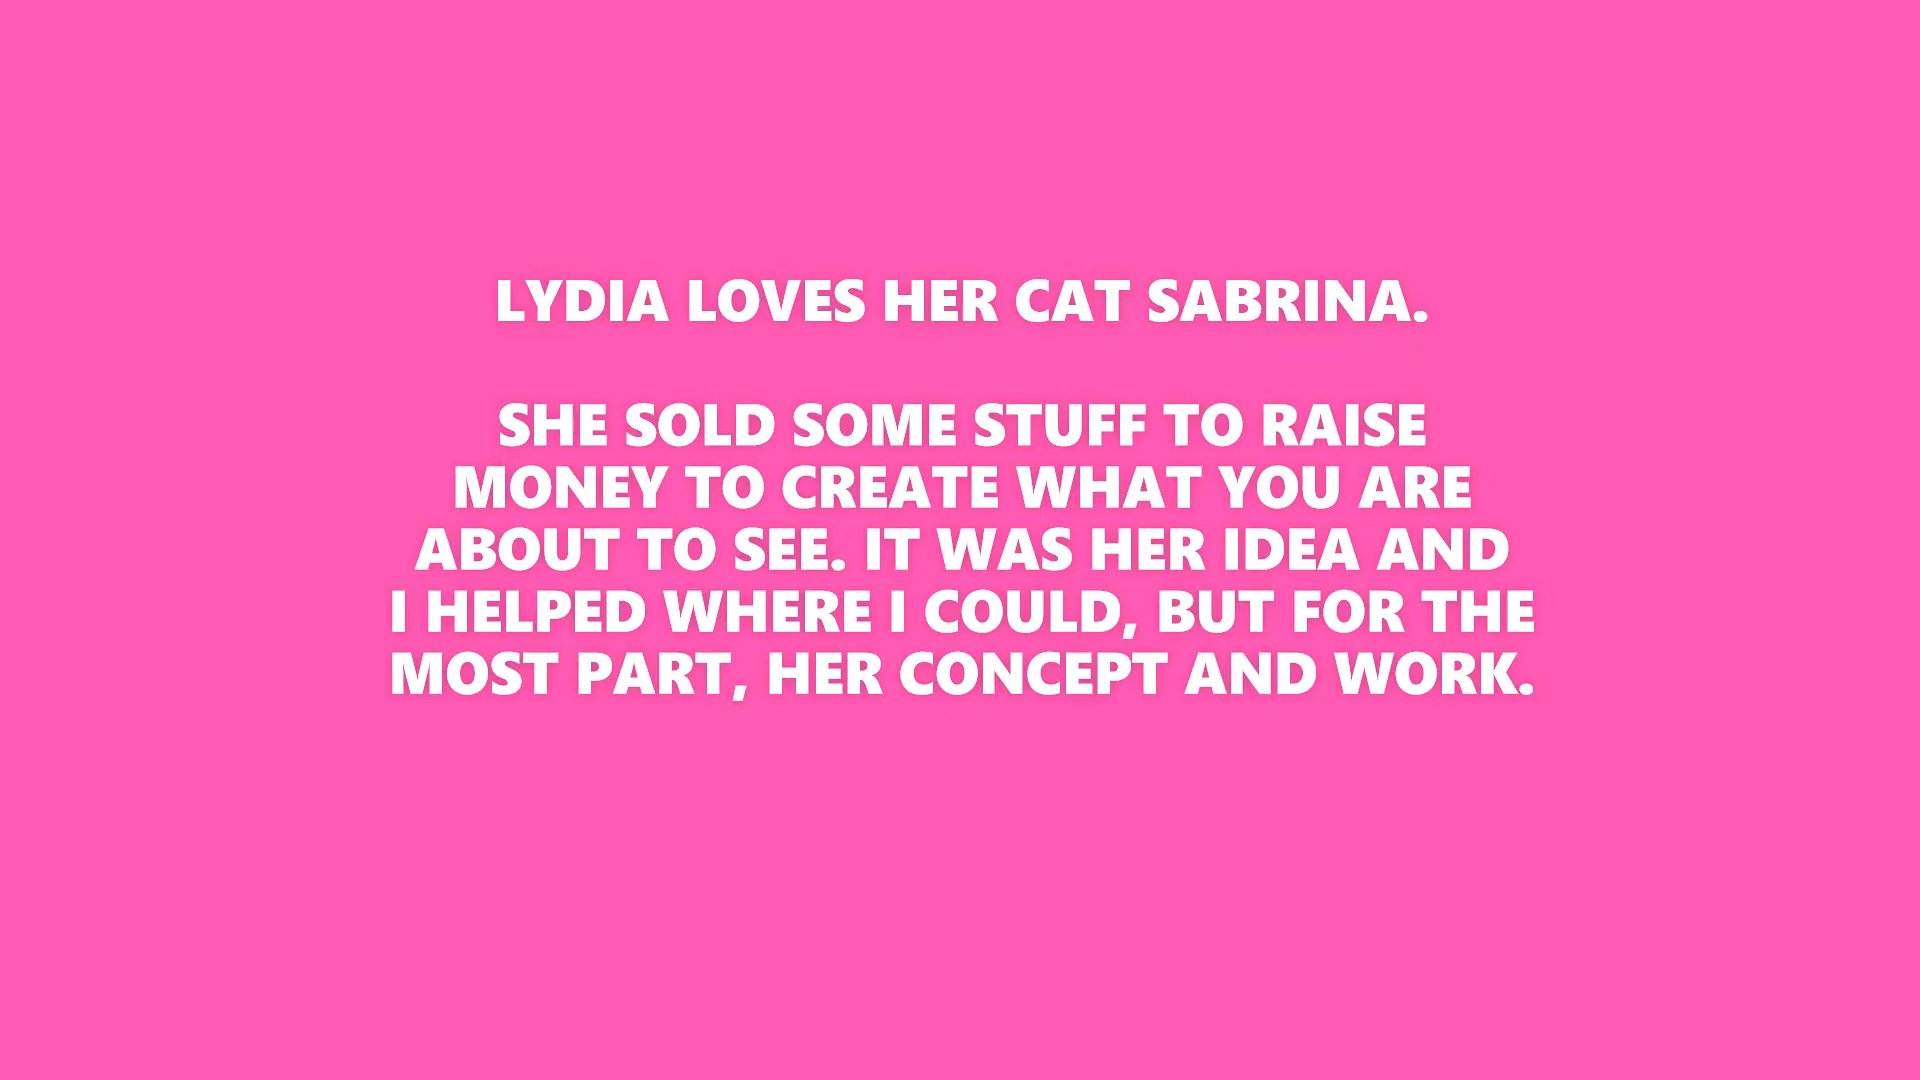 LYDIA LOVES HER CAT SABRINA.
SHE SOLD SOME STUFF TO RAISE
MONEY TO CREATE WHAT YOU ARE
ABOUT TO SEE. IT WAS HER IDEA AND
I HELPED WHERE I COULD, BUT FOR THE
MOST PART, HER CONCEPT AND WORK.